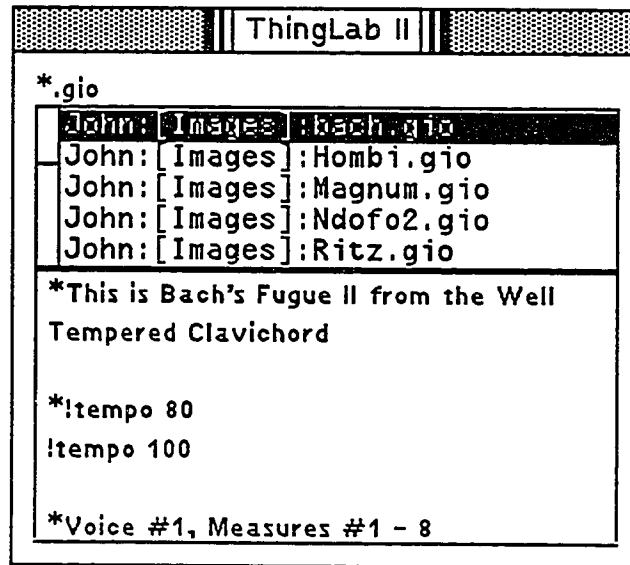 ThingLab II
*.gio
John:[Images]:bach.gio
John:[Images]:Hombi.gio
John:[Images]:Magnum.gio
John:[Images]:Ndofo2.gio
John:[Images]:Ritz.gio
*This is Bach's Fugue II from the Well
Tempered Clavichord
*!tempo 80
!tempo 100
*Voice #1, Measures #1 - 8